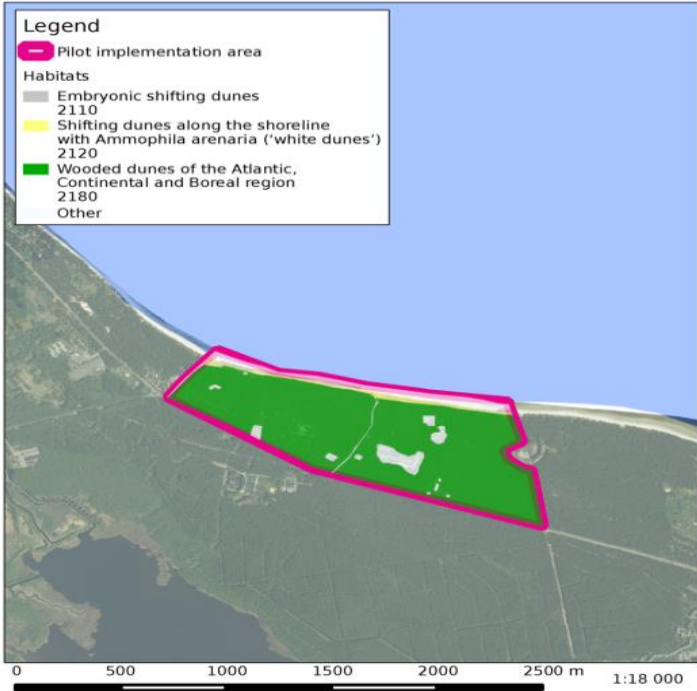 Legend
Pilot implementation area
Habitats
Embryonic shifting dunes
2110
Shifting dunes along the shoreline
with Ammophila arenaria (‘white dunes’)
2120
Wooded dunes of the Atlantic,
Continental and Boreal region
2180
Other
0 500 1000 1500 2000 2500 m 1:18 000